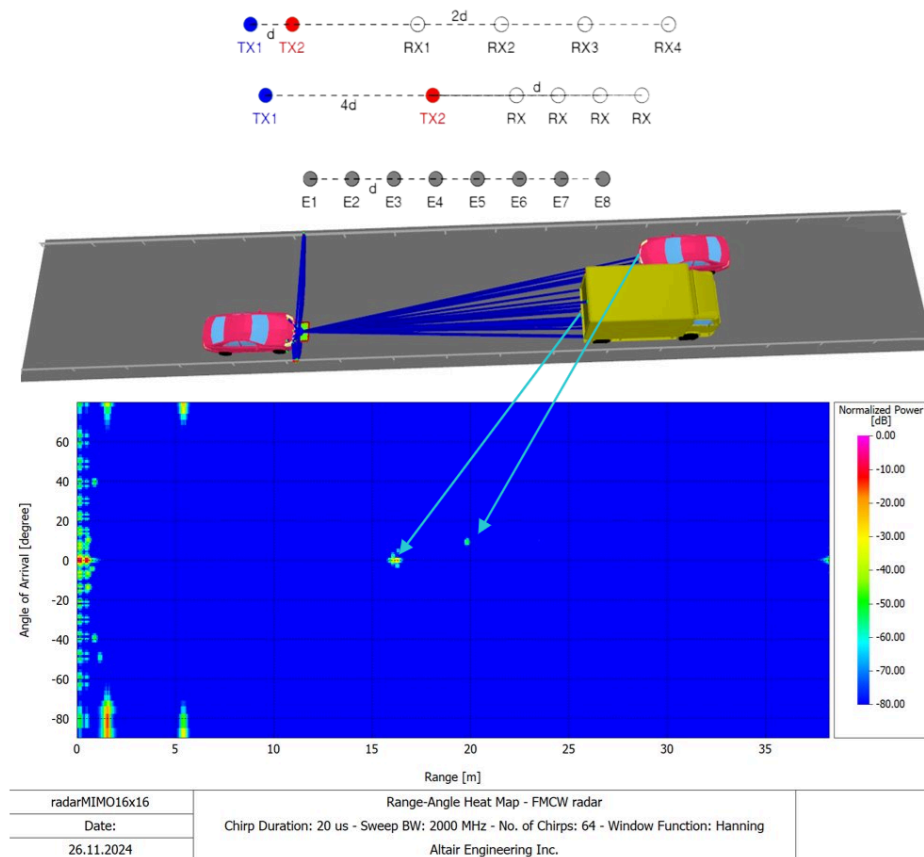 2d
d
TX1 TX2 RX1 RX2 RX3 RX4
d
4d
TX1 TX2 RX RX RX RX
d
E1 E2 E3 E4 E5 E6 E7 E8
Normalized Power
[dB]
0.00
-10.00
-20.00
-30.00
-40.00
-50.00
-60.00
-70.00
-80.00
Angle of Arrival [degree]
60
40
20
0
-20
-40
-60
-80
0 5 10 15 20 25 30 35
Range [m]
radarMIMO16x16
Date:
26.11.2024
Range-Angle Heat Map - FMCW radar
Chirp Duration: 20 us - Sweep BW: 2000 MHz - No. of Chirps: 64 - Window Function: Hanning
Altair Engineering Inc.